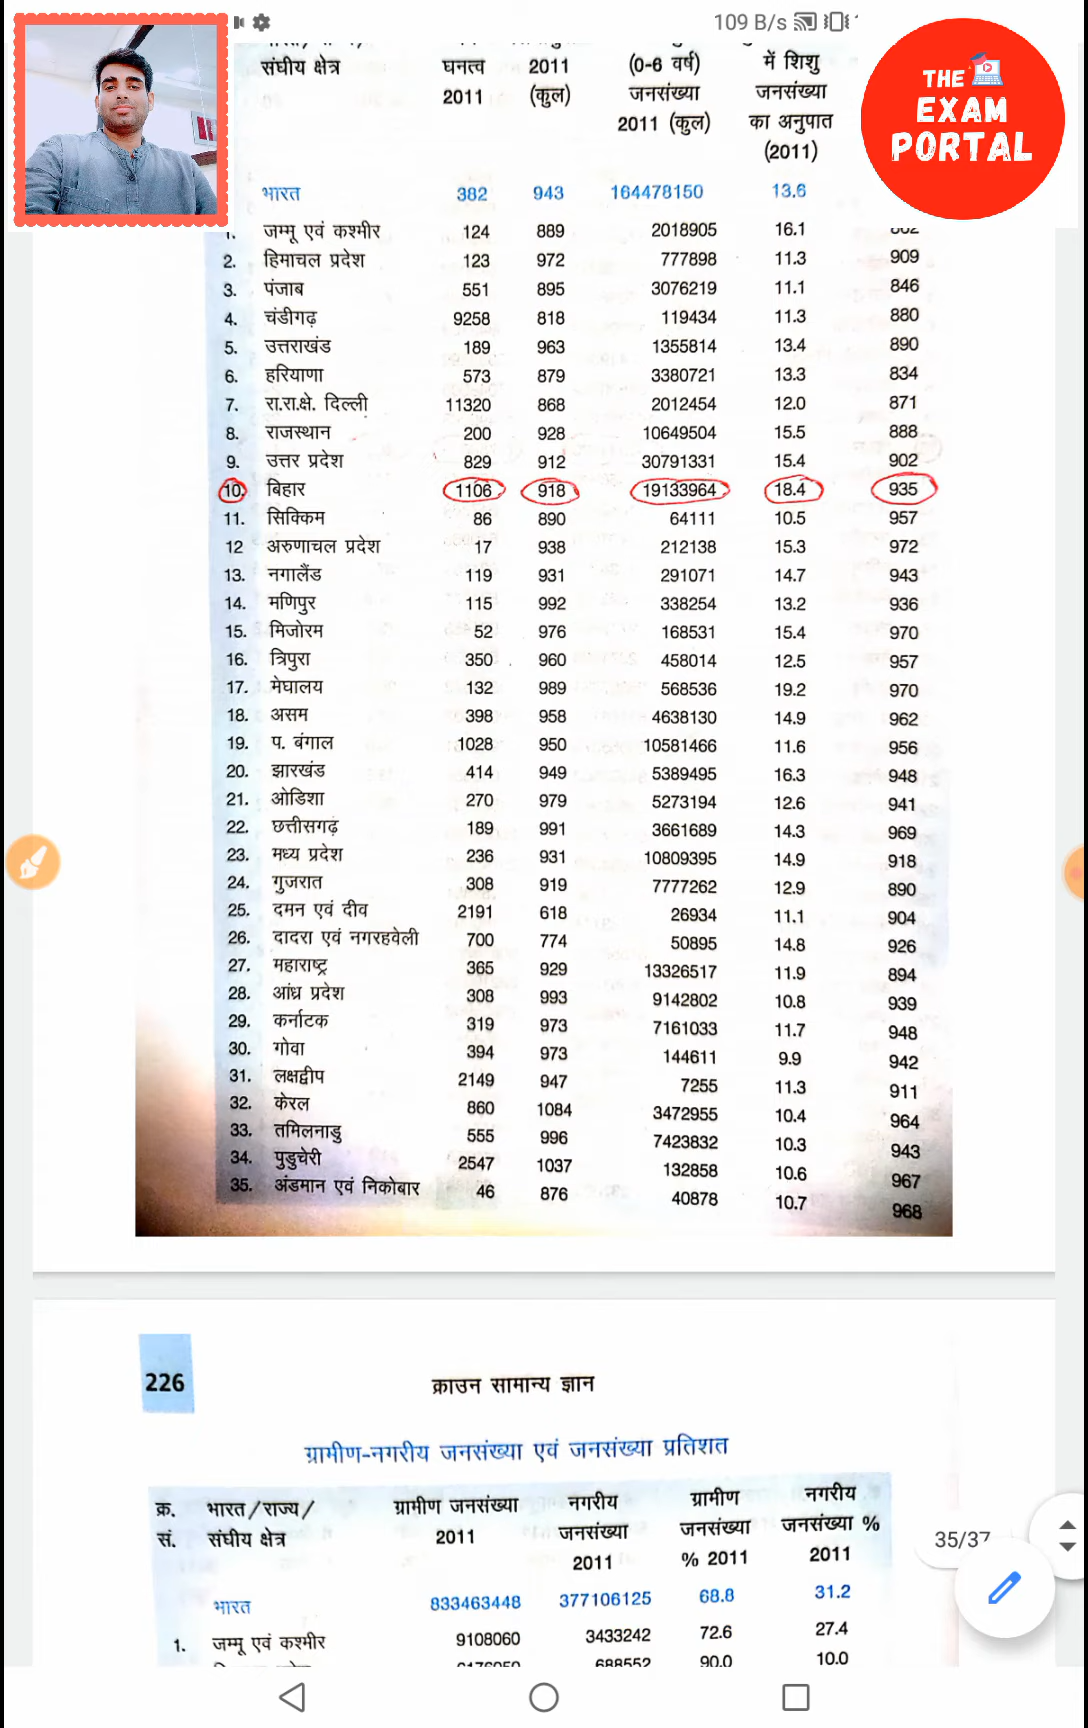 109 B/s
THE
EXAM
PORTAL
संघीय क्षेत्र घनत्व 2011 (0-6 वर्ष) में शिशु
2011 (कुल) जनसंख्या जनसंख्या
2011 (कुल) का अनुपात
(2011)
भारत 382 943 164478150 13.6
1. जम्मू एवं कश्मीर 124 889 2018905 16.1
2. हिमाचल प्रदेश 123 972 777898 11.3 909
3. पंजाब 551 895 3076219 11.1 846
4. चंडीगढ़ 9258 818 119434 11.3 880
5. उत्तराखंड 189 963 1355814 13.4 890
6. हरियाणा 573 879 3380721 13.3 834
7. रा.रा.क्षे. दिल्ली 11320 868 2012454 12.0 871
8. राजस्थान 200 928 10649504 15.5 888
9. उत्तर प्रदेश 829 912 30791331 15.4 902
10. बिहार 1106 918 19133964 18.4 935
11. सिक्किम 86 890 64111 10.5 957
12 अरुणाचल प्रदेश 17 938 212138 15.3 972
13. नगालैंड 119 931 291071 14.7 943
14. मणिपुर 115 992 338254 13.2 936
15. मिजोरम 52 976 168531 15.4 970
16. त्रिपुरा 350 960 458014 12.5 957
17. मेघालय 132 989 568536 19.2 970
18. असम 398 958 4638130 14.9 962
19. प. बंगाल 1028 950 10581466 11.6 956
20. झारखंड 414 949 5389495 16.3 948
21. ओडिशा 270 979 5273194 12.6 941
22. छत्तीसगढ़ 189 991 3661689 14.3 969
23. मध्य प्रदेश 236 931 10809395 14.9 918
24. गुजरात 308 919 7777262 12.9 890
25. दमन एवं दीव 2191 618 26934 11.1 904
26. दादरा एवं नगरहवेली 700 774 50895 14.8 926
27. महाराष्ट्र 365 929 13326517 11.9 894
28. आंध्र प्रदेश 308 993 9142802 10.8 939
29. कर्नाटक 319 973 7161033 11.7 948
30. गोवा 394 973 144611 9.9 942
31. लक्षद्वीप 2149 947 7255 11.3 911
32. केरल 860 1084 3472955 10.4 964
33. तमिलनाडु 555 996 7423832 10.3 943
34. पुडुचेरी 2547 1037 132858 10.6 967
35. अंडमान एवं निकोबार 46 876 40878 10.7 968
226
क्राउन सामान्य ज्ञान
ग्रामीण-नगरीय जनसंख्या एवं जनसंख्या प्रतिशत
क्र. भारत/राज्य/ ग्रामीण जनसंख्या नगरीय ग्रामीण नगरीय
सं. संघीय क्षेत्र 2011 जनसंख्या जनसंख्या जनसंख्या %
2011 % 2011 2011
भारत 833463448 377106125 68.8 31.2
1. जम्मू एवं कश्मीर 9108060 3433242 72.6 27.4
688552 90.0 10.0
35/37